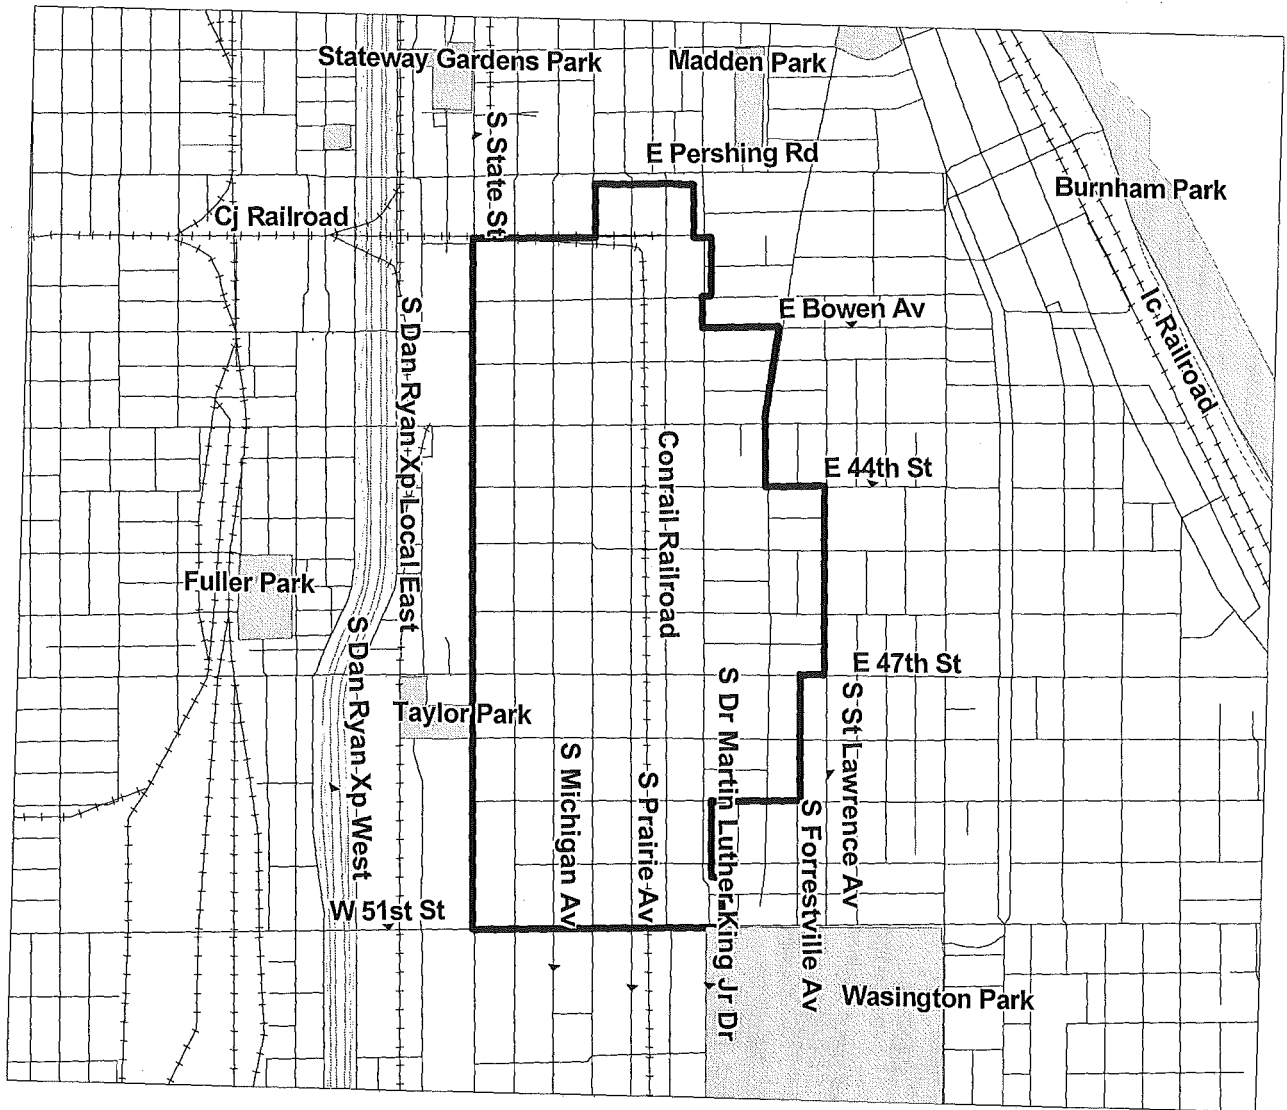 Stateway Gardens Park
Madden Park
S State St
E Pershing Rd
Burnham Park
Cj Railroad
E Bowen Av
Ic Railroad
S Dan Ryan Xp Local East
Conrail Railroad
E 44th St
Fuller Park
S Dan Ryan Xp West
E 47th St
S Dr Martin Luther King Jr Dr
S St Lawrence Av
Taylor Park
S Michigan Av
S Prairie Av
S Forrestville Av
W 51st St
Wasington Park